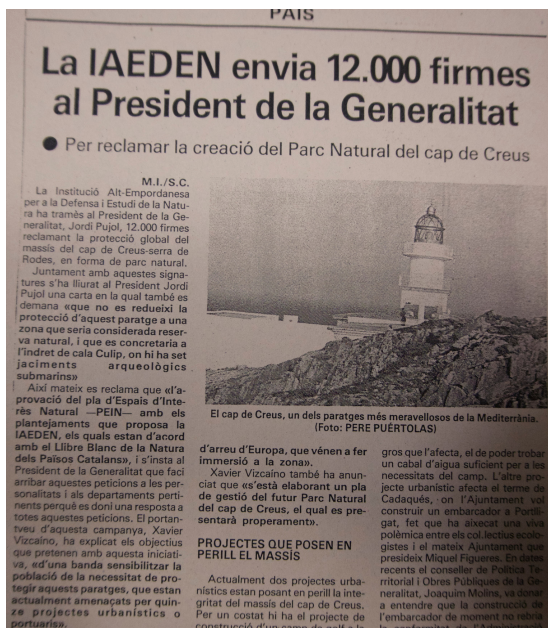 PAIS
La IAEDEN envia 12.000 firmes
al President de la Generalitat
● Per reclamar la creació del Parc Natural del cap de Creus
M.I./S.C.
La Institució Alt-Empordanesa
per a la Defensa i Estudi de la Natu-
ra ha tramès al President de la Ge-
neralitat, Jordi Pujol, 12.000 firmes
reclamant la protecció global del
massís del cap de Creus-serra de
Rodes, en forma de parc natural.
Juntament amb aquestes signa-
tures s'ha lliurat al President Jordi
Pujol una carta en la qual també es
demana «que no es redueixi la
protecció d'aquest paratge a una
zona que seria considerada reser-
va natural, i que es concretaria a
l'indret de cala Culip, on hi ha set
jaciments arqueològics
submarins»
Així mateix es reclama que «l'a-
provació del pla d'Espais d'Inte-
rès Natural —PEIN— amb els
plantejaments que proposa la
IAEDEN, els quals estan d'acord
amb el Llibre Blanc de la Natura
dels Països Catalans», i s'insta al
President de la Generalitat que faci
arribar aquestes peticions a les per-
sonalitats i als departaments perti-
nents perquè es doni una resposta a
totes aquestes peticions. El portan-
tveu d'aquesta campanya, Xavier
Vizcaíno, ha explicat els objectius
que pretenen amb aquesta iniciati-
va, «d'una banda sensibilitzar la
població de la necessitat de pro-
tegir aquests paratges, que estan
actualment amenaçats per quin-
ze projectes urbanístics o
portuaris».
El cap de Creus, un dels paratges més meravellosos de la Mediterrània.
(Foto: PERE PUÉRTOLAS)
d'arreu d'Europa, que vénen a fer
immersió a la zona».
Xavier Vizcaíno també ha anun-
ciat que «s'està elaborant un pla
de gestió del futur Parc Natural
del cap de Creus, el qual es pre-
sentarà properament».
PROJECTES QUE POSEN EN
PERILL EL MASSÍS
Actualment dos projectes urba-
nístics estan posant en perill la in-
tegritat del massís del cap de Creus.
Per un costat hi ha el projecte de
construcció d'un camp de golf a la
gros que l'afecta, el de poder trobar
un cabal d'aigua suficient per a les
necessitats del camp. L'altre pro-
jecte urbanístic afecta el terme de
Cadaqués, on l'Ajuntament vol
construir un embarcador a Portlli-
gat, fet que ha aixecat una viva
polèmica entre els col.lectius ecolo-
gistes i el mateix Ajuntament que
presideix Miquel Figueres. En dates
recents el conseller de Política Te-
rritorial i Obres Públiques de la Ge-
neralitat, Joaquim Molins, va donar
a entendre que la construcció de
l'embarcador de moment no rebria
la conformitat de l'Administració